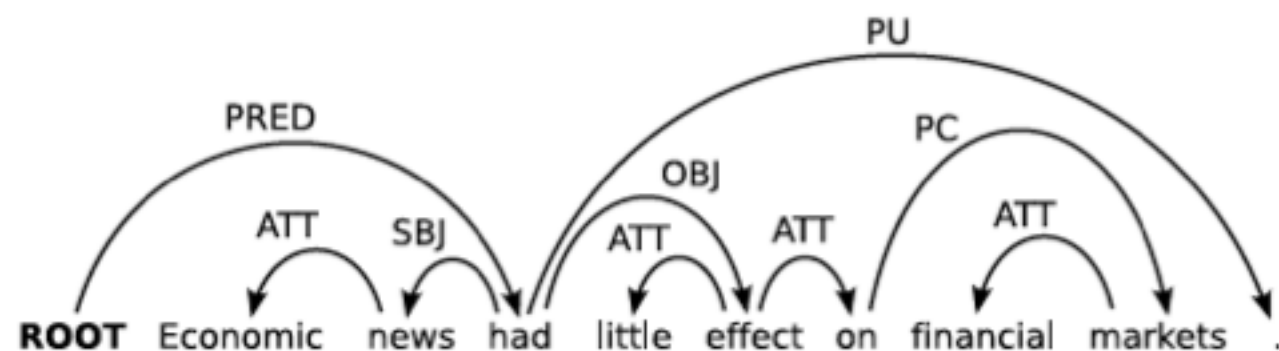 PU
PRED
PC
OBJ
ATT
SBJ
ATT
ATT
ATT
ROOT Economic news had little effect on financial markets .